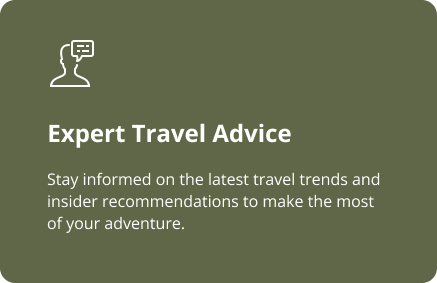 Expert Travel Advice
Stay informed on the latest travel trends and
insider recommendations to make the most
of your adventure.